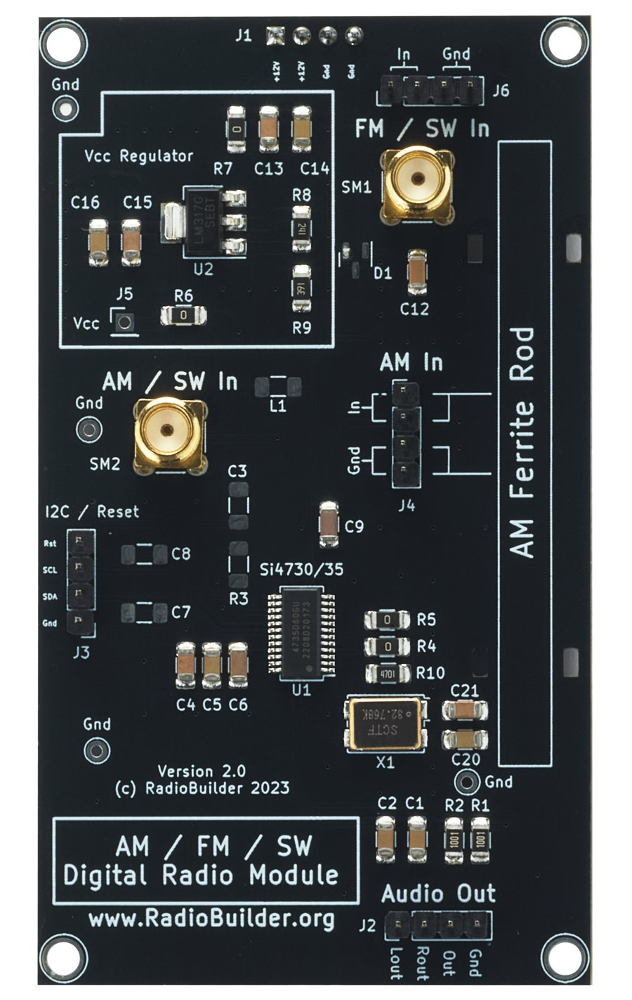 J1
+12V +12V Gnd Gnd
In Gnd
J6
Gnd
FM / SW In
Vcc Regulator
R7 0 C13 C14
SM1
C16 C15
LM317G
SEBT
U2
R8
241
D1
C12
J5
R6
0
391
R9
Vcc
AM / SW In
Gnd
L1
SM2
AM In
In
Gnd
J4
AM Ferrite Rod
C3
I2C / Reset
Rst
SCL
SDA
Gnd
J3
C8
C7
R3
C9
Si4730/35
4735D60GU
2208D20173
U1
0 R5
0 R4
4701 R10
C4 C5 C6
C21
C20
SCTF
32.768K
X1
Gnd
Gnd
Version 2.0
(c) RadioBuilder 2023
C2 C1 R2 R1
1001 1001
AM / FM / SW
Digital Radio Module
www.RadioBuilder.org
Audio Out
J2
Lout Rout Out Gnd